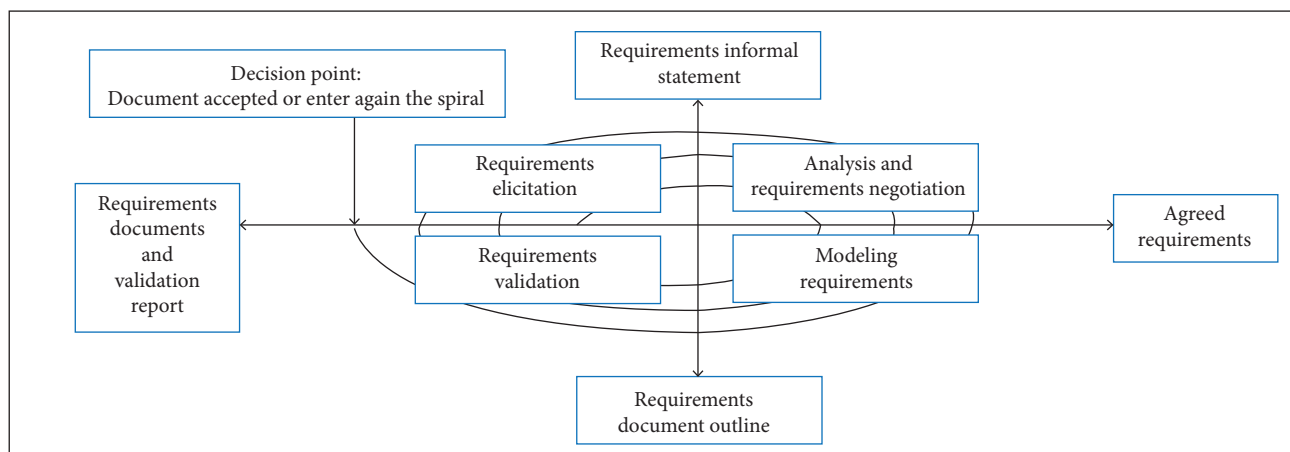 Requirements informal
statement
Decision point:
Document accepted or enter again the spiral
Requirements
elicitation
Analysis and
requirements negotiation
Requirements
documents
and
validation
report
Agreed
requirements
Requirements
validation
Modeling
requirements
Requirements
document outline